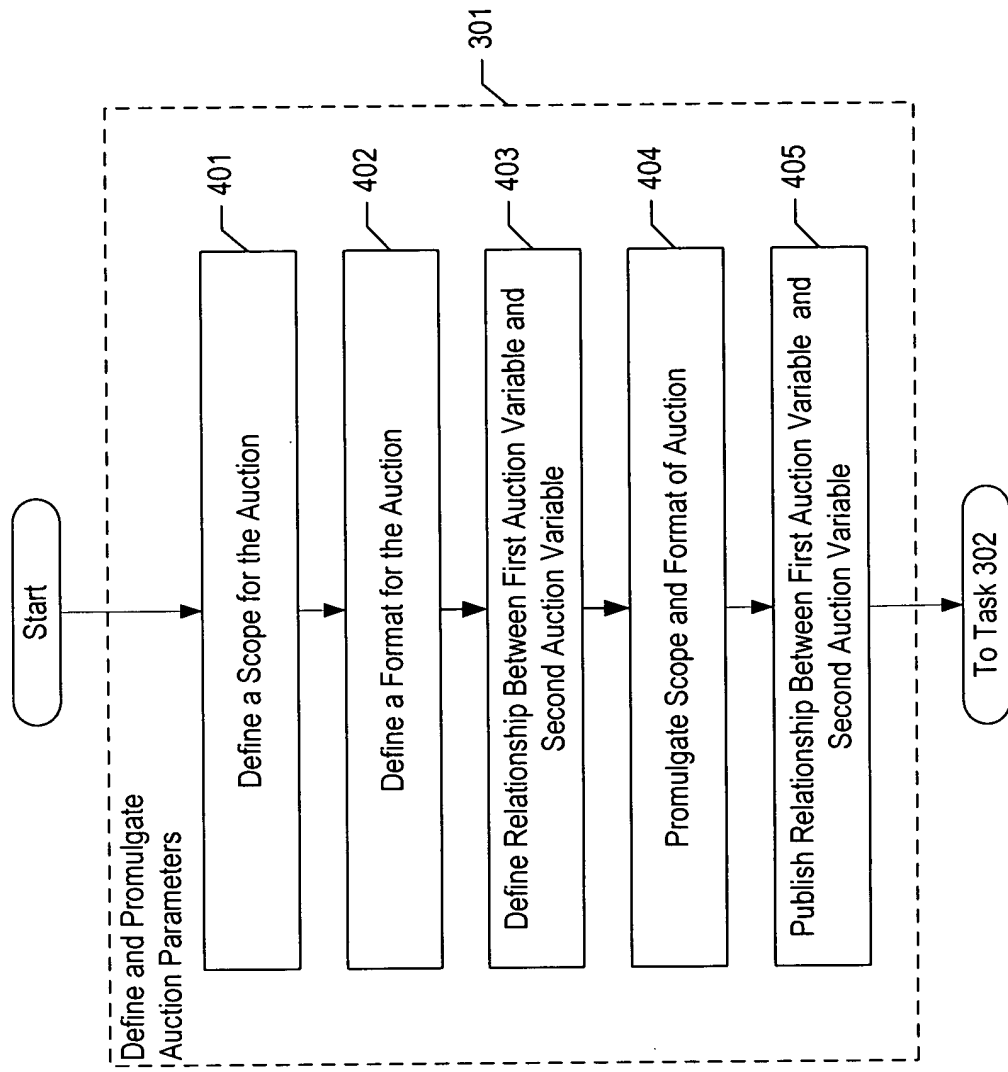 Start
Define and Promulgate
Auction Parameters
301
Define a Scope for the Auction
401
Define a Format for the Auction
402
Define Relationship Between First Auction Variable and
Second Auction Variable
403
Promulgate Scope and Format of Auction
404
Publish Relationship Between First Auction Variable and
Second Auction Variable
405
To Task 302